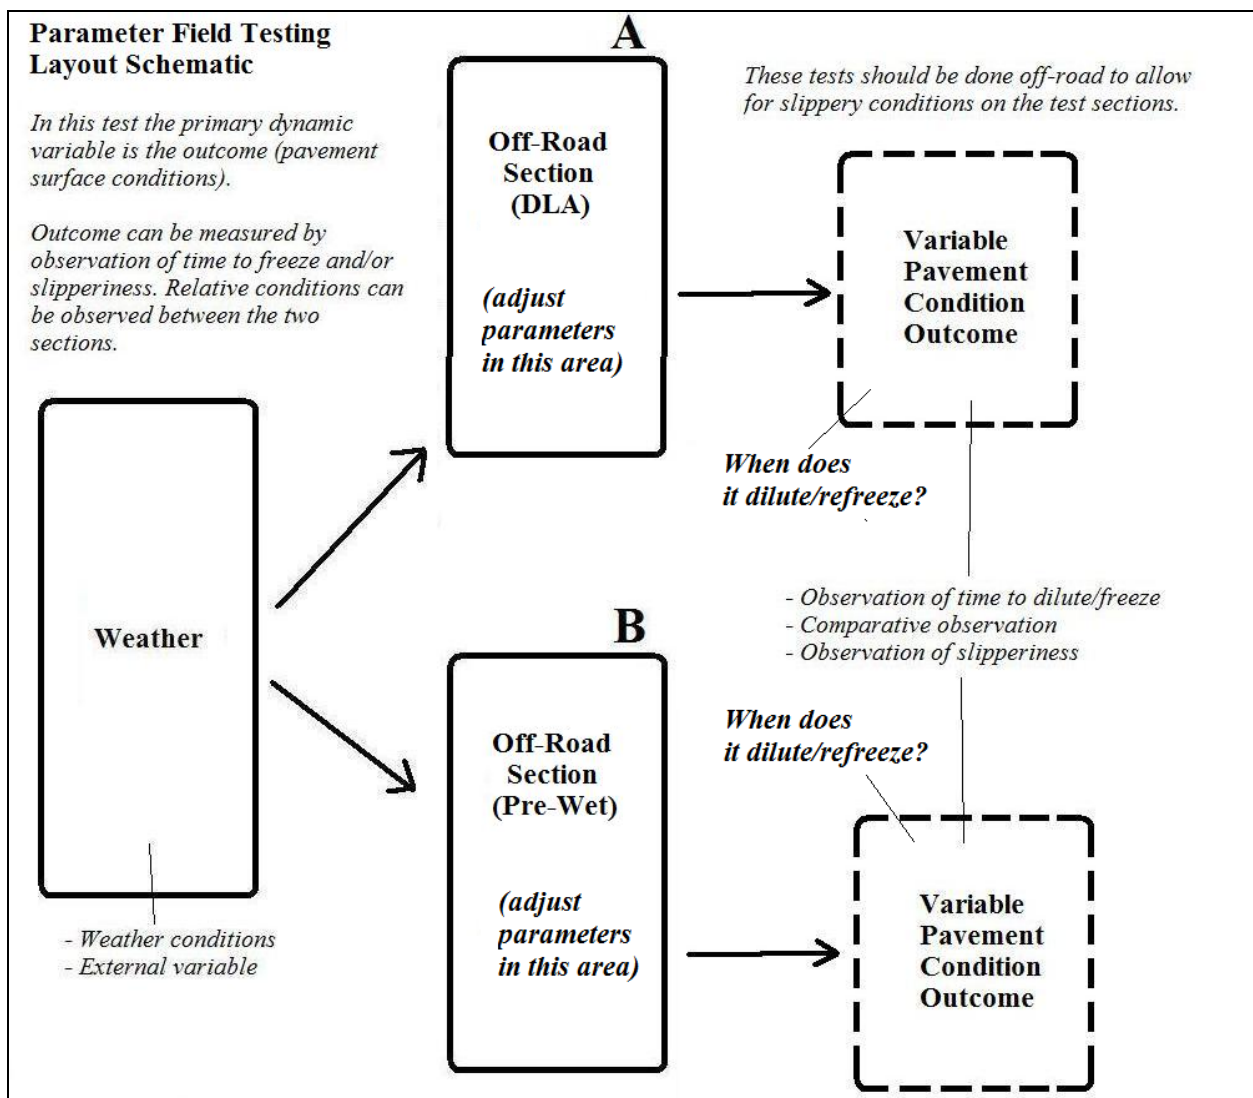 Parameter Field Testing
Layout Schematic
In this test the primary dynamic
variable is the outcome (pavement
surface conditions).
Outcome can be measured by
observation of time to freeze and/or
slipperiness. Relative conditions can
be observed between the two
sections.
Weather
- Weather conditions
- External variable
A
Off-Road
Section
(DLA)
(adjust
parameters
in this area)
B
Off-Road
Section
(Pre-Wet)
(adjust
parameters
in this area)
These tests should be done off-road to allow
for slippery conditions on the test sections.
Variable
Pavement
Condition
Outcome
When does
it dilute/refreeze?
- Observation of time to dilute/freeze
- Comparative observation
- Observation of slipperiness
When does
it dilute/refreeze?
Variable
Pavement
Condition
Outcome